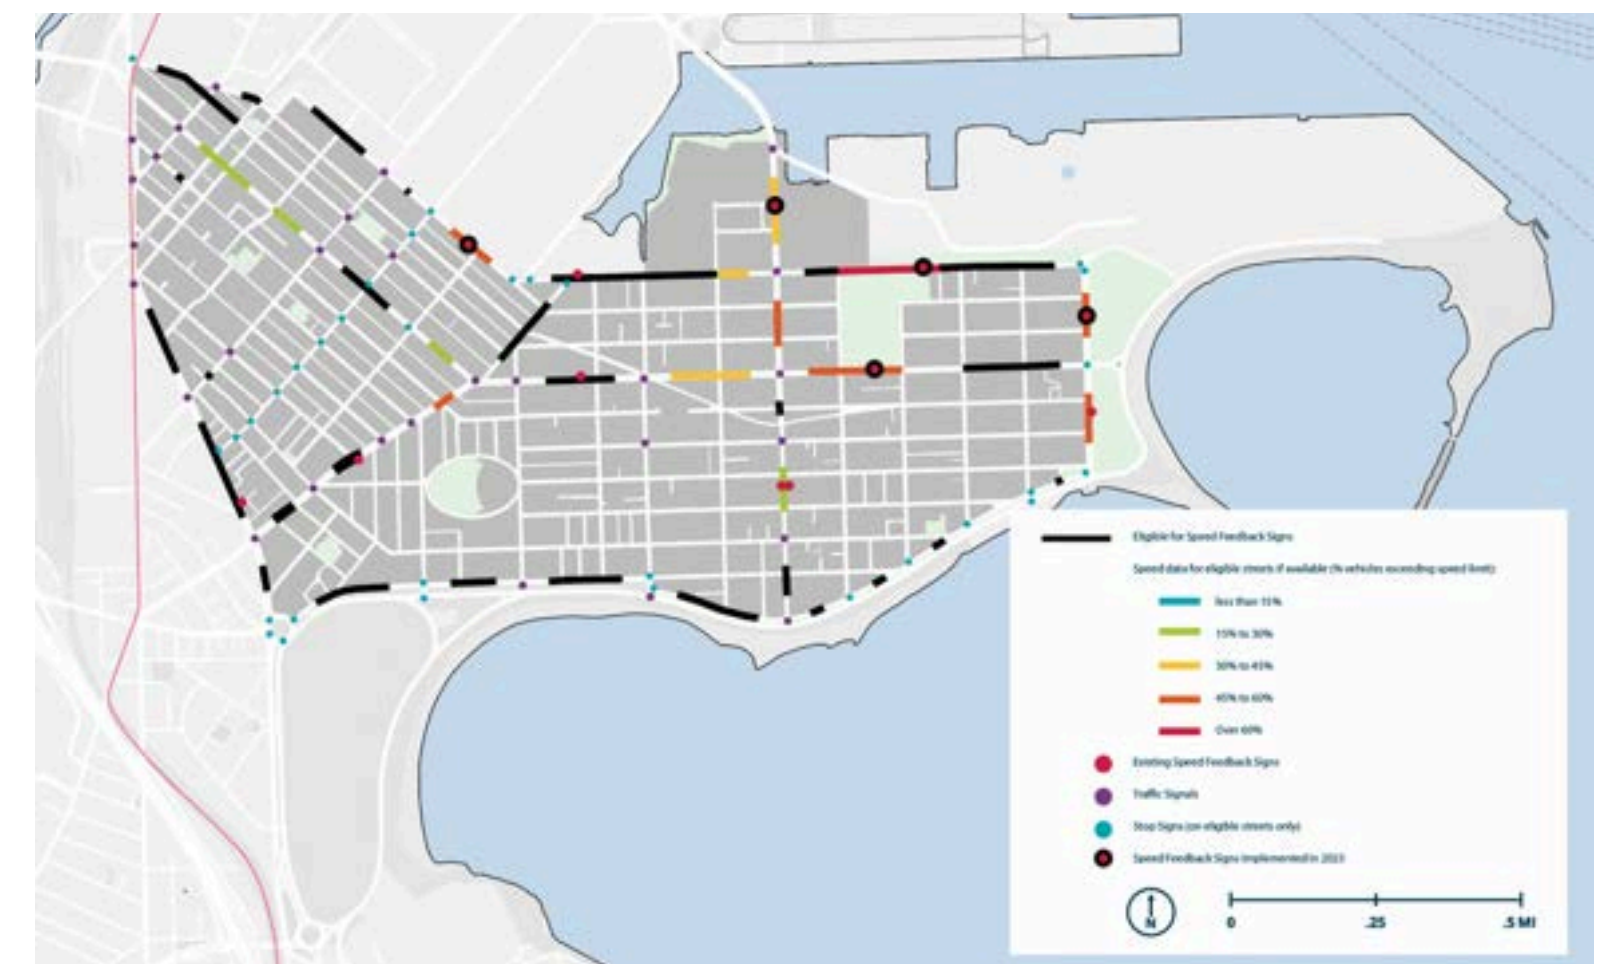 Eligible for Speed Feedback Signs
Speed data for eligible streets if available (% vehicles exceeding speed limit)
less than 15%
15% to 30%
30% to 45%
45% to 60%
Over 60%
Existing Speed Feedback Signs
Traffic Signals
Stop Signs (on eligible streets only)
Speed Feedback Signs Implemented in 2023
N
0 .25 .5 MI